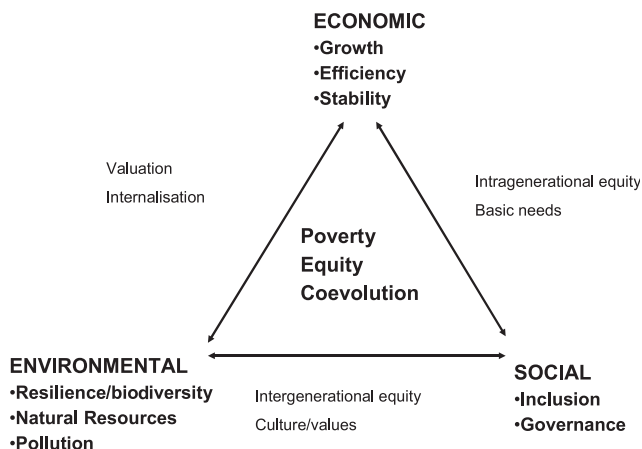 ECONOMIC
•Growth
•Efficiency
•Stability
Valuation
Internalisation
Intragenerational equity
Basic needs
Poverty
Equity
Coevolution
ENVIRONMENTAL
•Resilience/biodiversity
•Natural Resources
•Pollution
Intergenerational equity
Culture/values
SOCIAL
•Inclusion
•Governance